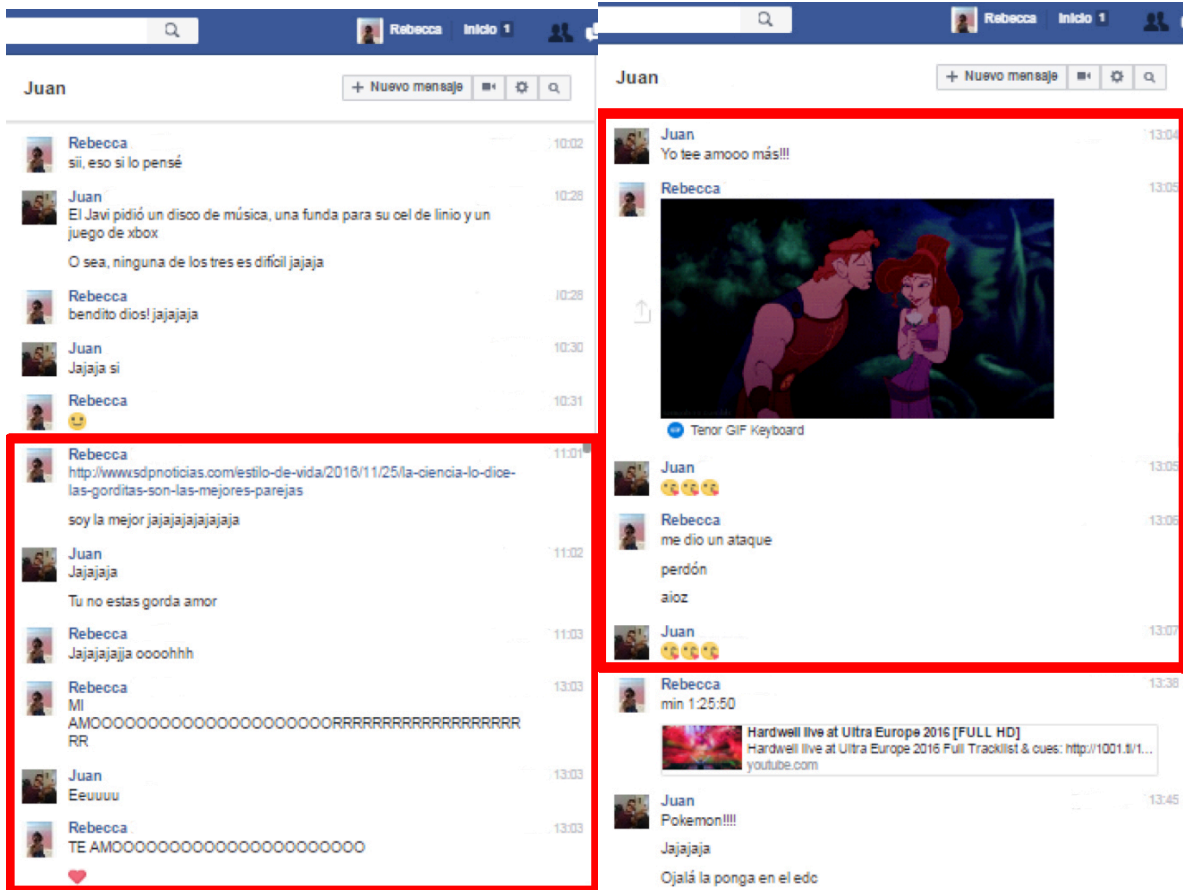 Rebecca Inicio 1
Juan
+ Nuevo mensaje
Rebecca 10:02
sii, eso si lo pensé
Juan 10:28
El Javi pidió un disco de música, una funda para su cel de linio y un
juego de xbox
O sea, ninguna de los tres es difícil jajaja
Rebecca 10:28
bendito dios! jajajaja
Juan 10:30
Jajaja si
Rebecca 10:31
Rebecca 11:01
http://www.sdpnoticias.com/estilo-de-vida/2016/11/25/la-ciencia-lo-dice-
las-gorditas-son-las-mejores-parejas
soy la mejor jajajajajajajaja
Juan 11:02
Jajajaja
Tu no estas gorda amor
Rebecca 11:03
Jajajajajja oooohhh
Rebecca 13:03
MI
AMOOOOOOOOOOOOOOOOOOOOOORRRRRRRRRRRRRRRRRRR
RR
Juan 13:03
Eeuuuu
Rebecca 13:03
TE AMOOOOOOOOOOOOOOOOOOOOOOO
Rebecca Inicio 1
Juan
+ Nuevo mensaje
Juan 13:04
Yo tee amooo más!!!
Rebecca 13:05
GIF Tenor GIF Keyboard
Juan 13:05
Rebecca 13:06
me dio un ataque
perdón
aioz
Juan 13:07
Rebecca 13:38
min 1:25:50
Hardwell live at Ultra Europe 2016 [FULL HD]
Hardwell live at Ultra Europe 2016 Full Tracklist & cues: http://1001.tl/1...
youtube.com
Juan 13:45
Pokemon!!!!
Jajajaja
Ojalá la ponga en el edc